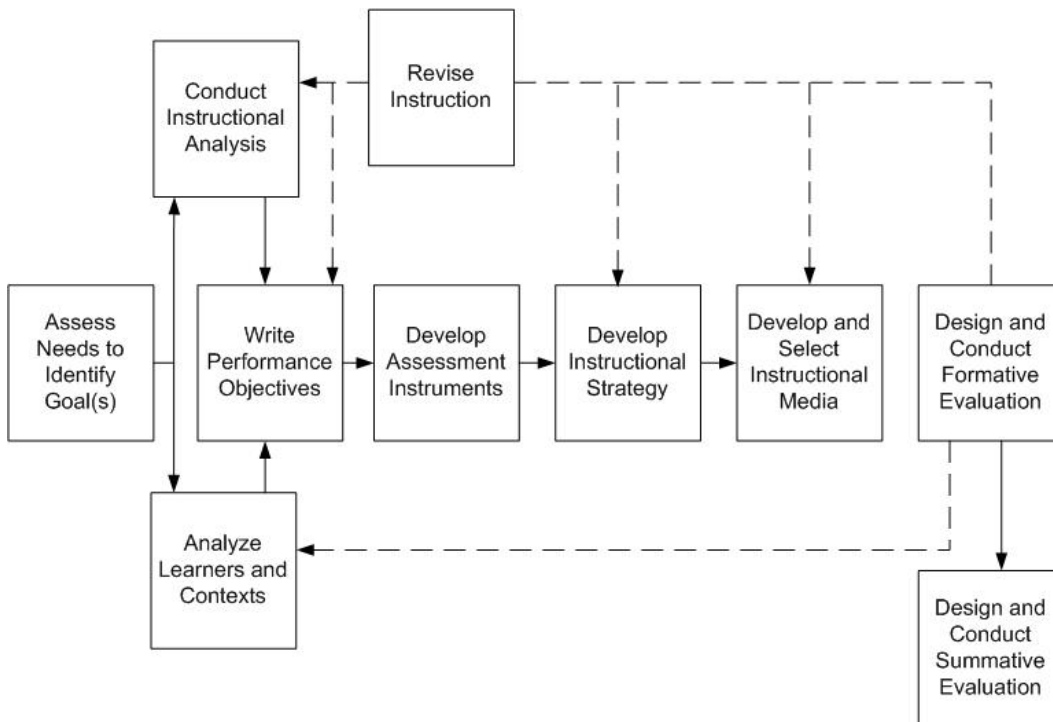 Conduct
Instructional
Analysis
Revise
Instruction
Assess
Needs to
Identify
Goal(s)
Write
Performance
Objectives
Develop
Assessment
Instruments
Develop
Instructional
Strategy
Develop and
Select
Instructional
Media
Design and
Conduct
Formative
Evaluation
Analyze
Learners and
Contexts
Design and
Conduct
Summative
Evaluation